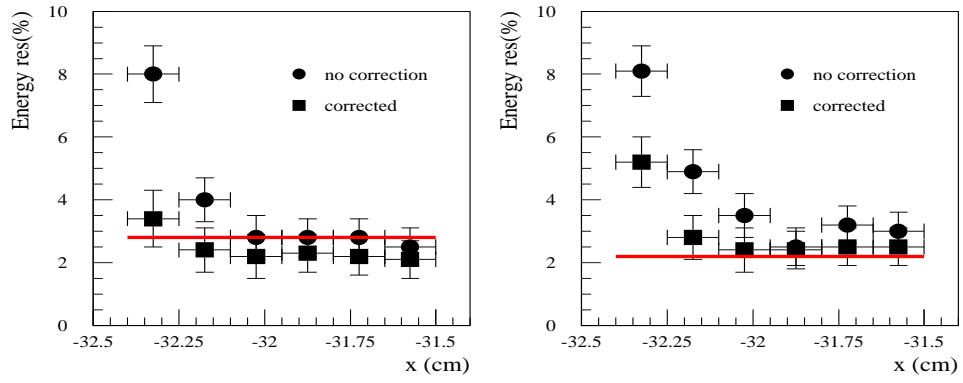 Energy res(%)
10
8
6
4
2
0
no correction
corrected
-32.5
-32.25
-32
-31.75
-31.5
x (cm)
Energy res(%)
10
8
6
4
2
0
no correction
corrected
-32.5
-32.25
-32
-31.75
-31.5
x (cm)